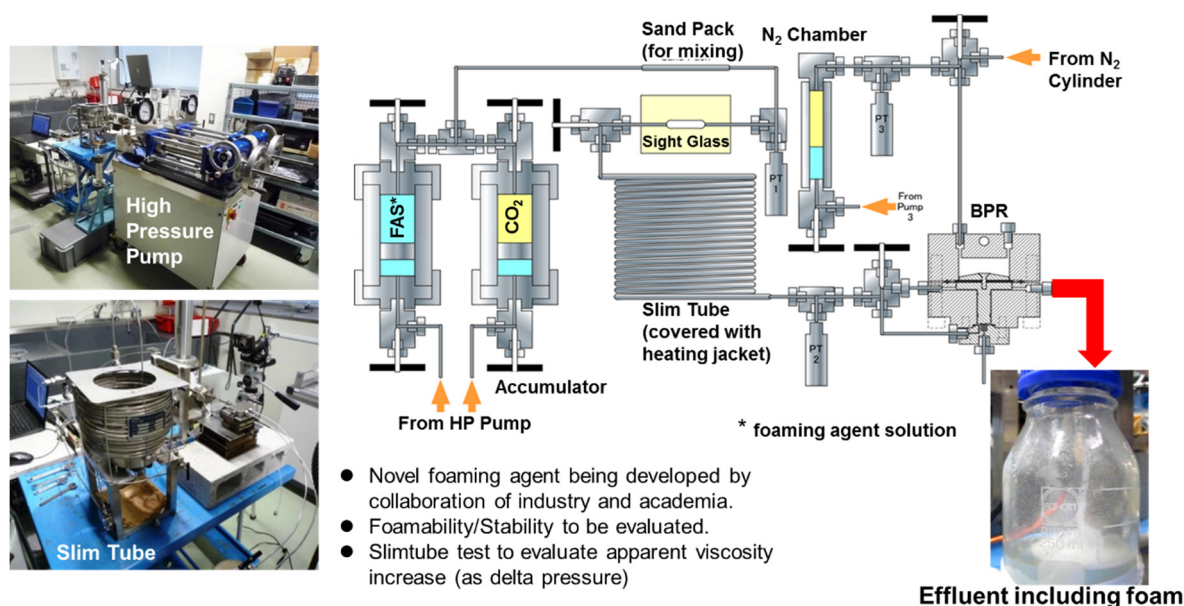 High
Pressure
Pump
Slim Tube
Sand Pack
(for mixing)
N₂ Chamber
From N₂
Cylinder
Sight Glass
PT
1
PT
3
FAS*
CO₂
From
Pump
3
BPR
Slim Tube
(covered with
heating jacket)
PT
2
Accumulator
From HP Pump
* foaming agent solution
● Novel foaming agent being developed by
collaboration of industry and academia.
● Foamability/Stability to be evaluated.
● Slimtube test to evaluate apparent viscosity
increase (as delta pressure)
250 ml
Effluent including foam